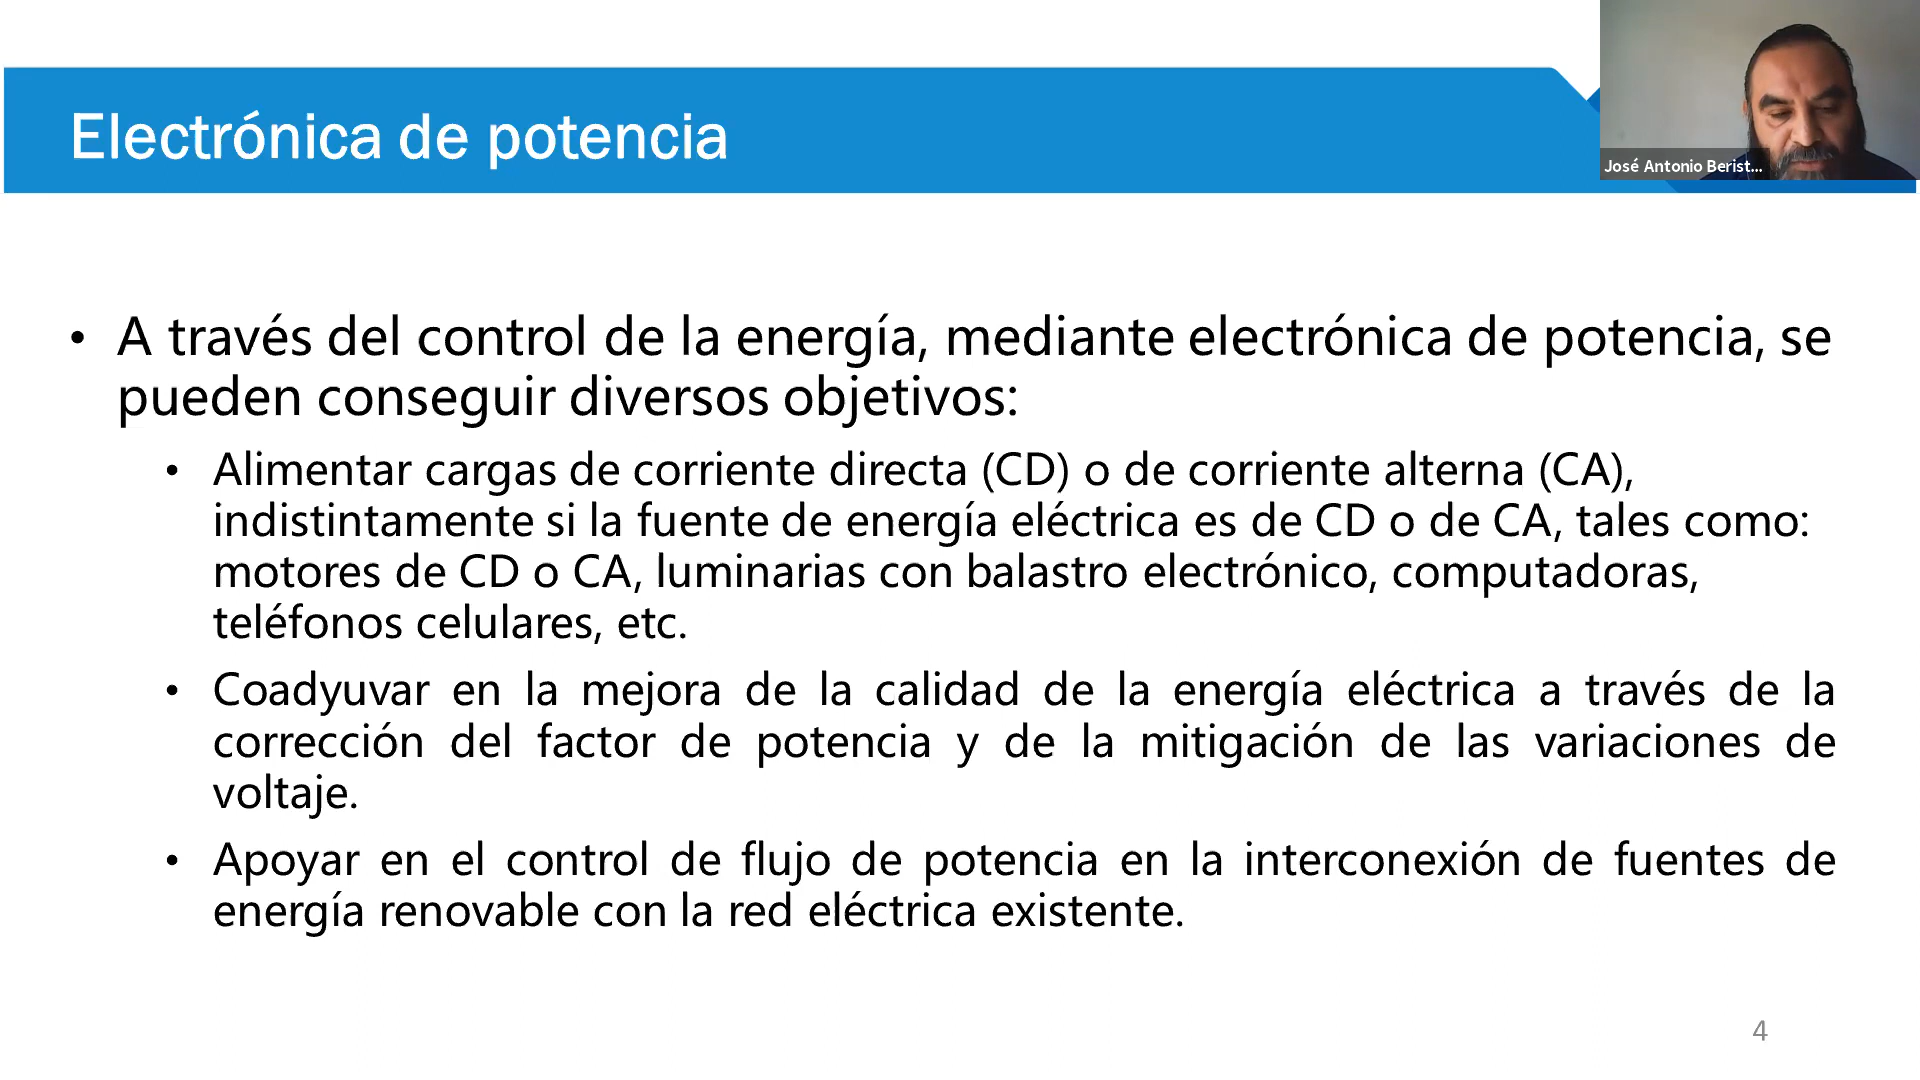 Electrónica de potencia
José Antonio Berist...
• A través del control de la energía, mediante electrónica de potencia, se
pueden conseguir diversos objetivos:
• Alimentar cargas de corriente directa (CD) o de corriente alterna (CA),
indistintamente si la fuente de energía eléctrica es de CD o de CA, tales como:
motores de CD o CA, luminarias con balastro electrónico, computadoras,
teléfonos celulares, etc.
• Coadyuvar en la mejora de la calidad de la energía eléctrica a través de la
corrección del factor de potencia y de la mitigación de las variaciones de
voltaje.
• Apoyar en el control de flujo de potencia en la interconexión de fuentes de
energía renovable con la red eléctrica existente.
4